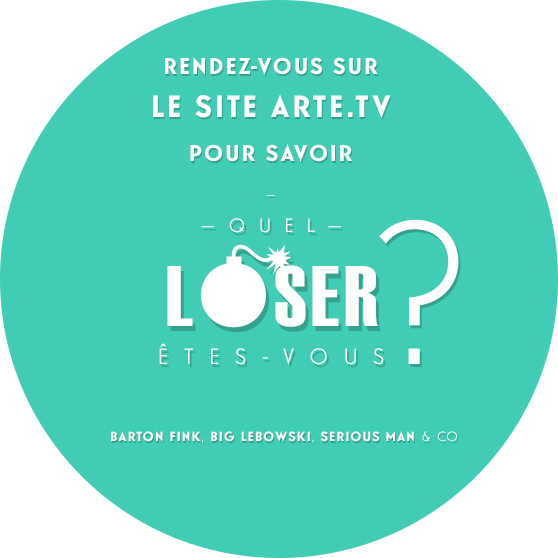 RENDEZ-VOUS SUR
LE SITE ARTE.TV
POUR SAVOIR
– QUEL –
LOSER ?
ÊTES-VOUS
BARTON FINK, BIG LEBOWSKI, SERIOUS MAN & CO